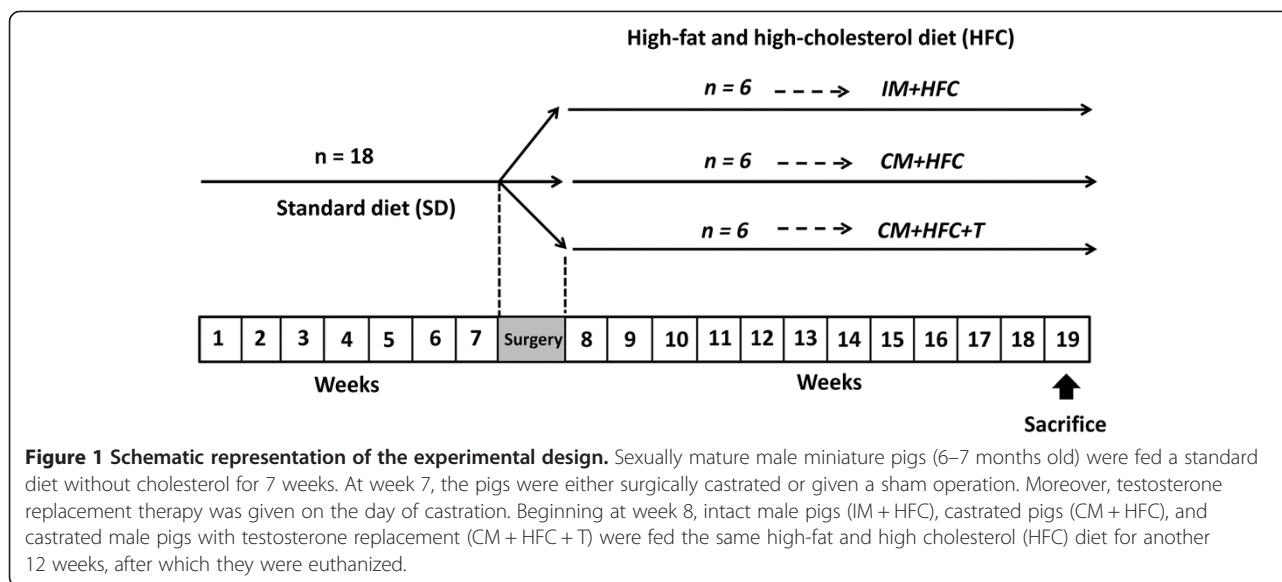 High-fat and high-cholesterol diet (HFC)
n = 6 IM+HFC
n = 18
n = 6 CM+HFC
Standard diet (SD)
n = 6 CM+HFC+T
1 2 3 4 5 6 7 Surgery 8 9 10 11 12 13 14 15 16 17 18 19
Weeks Weeks
Sacrifice
Figure 1 Schematic representation of the experimental design. Sexually mature male miniature pigs (6–7 months old) were fed a standard
diet without cholesterol for 7 weeks. At week 7, the pigs were either surgically castrated or given a sham operation. Moreover, testosterone
replacement therapy was given on the day of castration. Beginning at week 8, intact male pigs (IM + HFC), castrated pigs (CM + HFC), and
castrated male pigs with testosterone replacement (CM + HFC + T) were fed the same high-fat and high cholesterol (HFC) diet for another
12 weeks, after which they were euthanized.